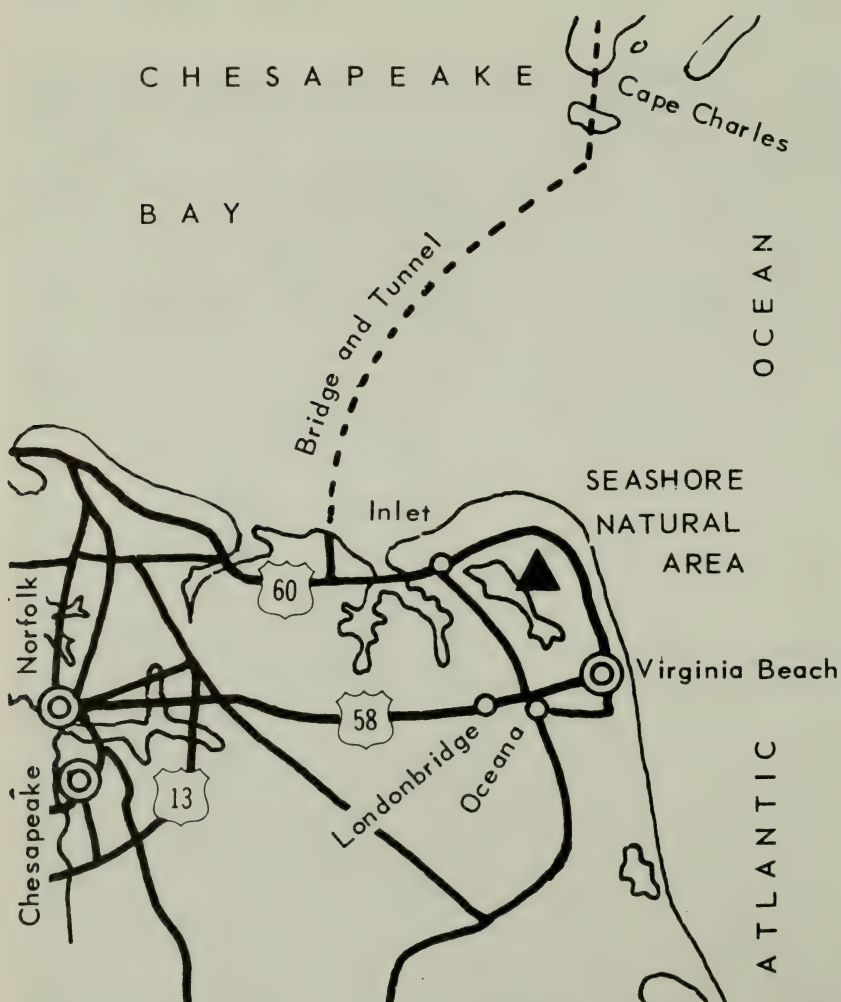 CHESAPEAKE
Cape Charles
BAY
OCEAN
Bridge and Tunnel
SEASHORE
NATURAL
AREA
Inlet
60
Norfolk
Virginia Beach
58
Londonbridge
Oceana
13
Chesapeake
ATLANTIC